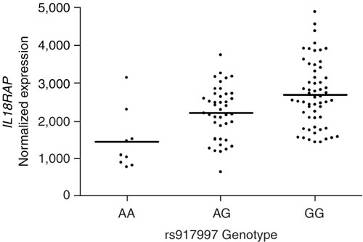 IL18RAP
Normalized expression
5,000
4,000
3,000
2,000
1,000
0
AA
AG
GG
rs917997 Genotype